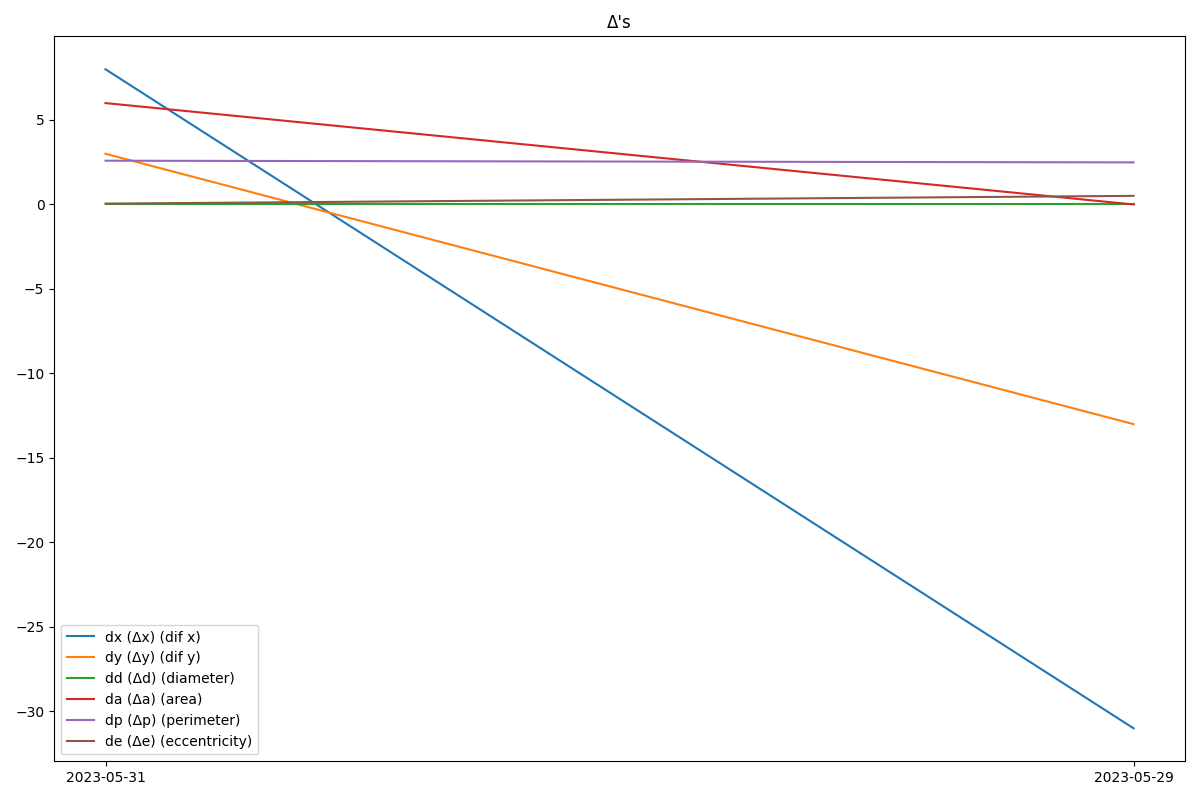 Δ's
5
0
−5
−10
−15
−20
−25
−30
dx (Δx) (dif x)
dy (Δy) (dif y)
dd (Δd) (diameter)
da (Δa) (area)
dp (Δp) (perimeter)
de (Δe) (eccentricity)
2023-05-31 2023-05-29